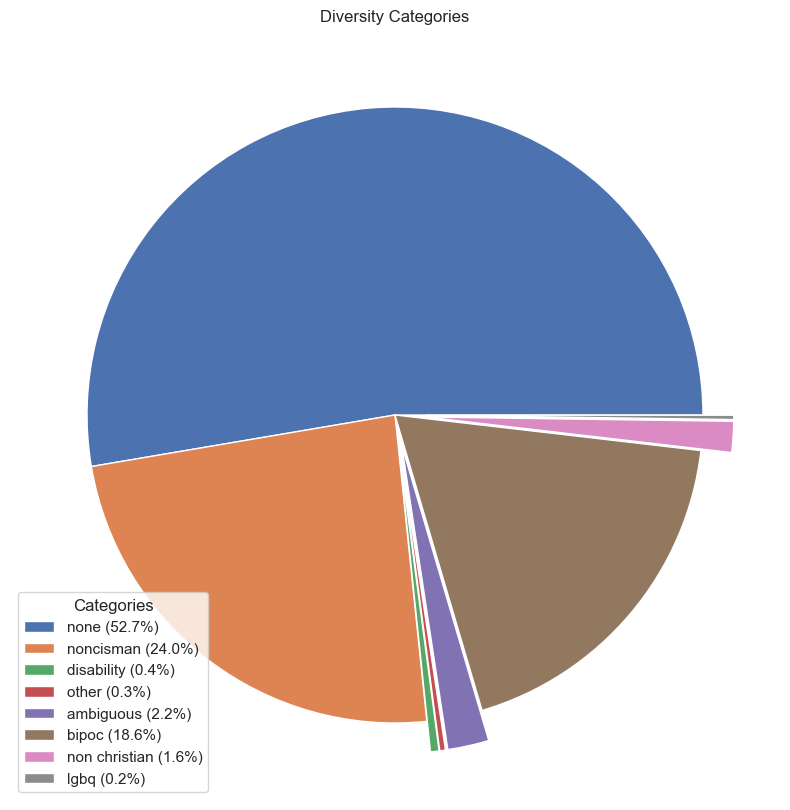 Diversity Categories
Categories
none (52.7%)
noncisman (24.0%)
disability (0.4%)
other (0.3%)
ambiguous (2.2%)
bipoc (18.6%)
non christian (1.6%)
lgbq (0.2%)